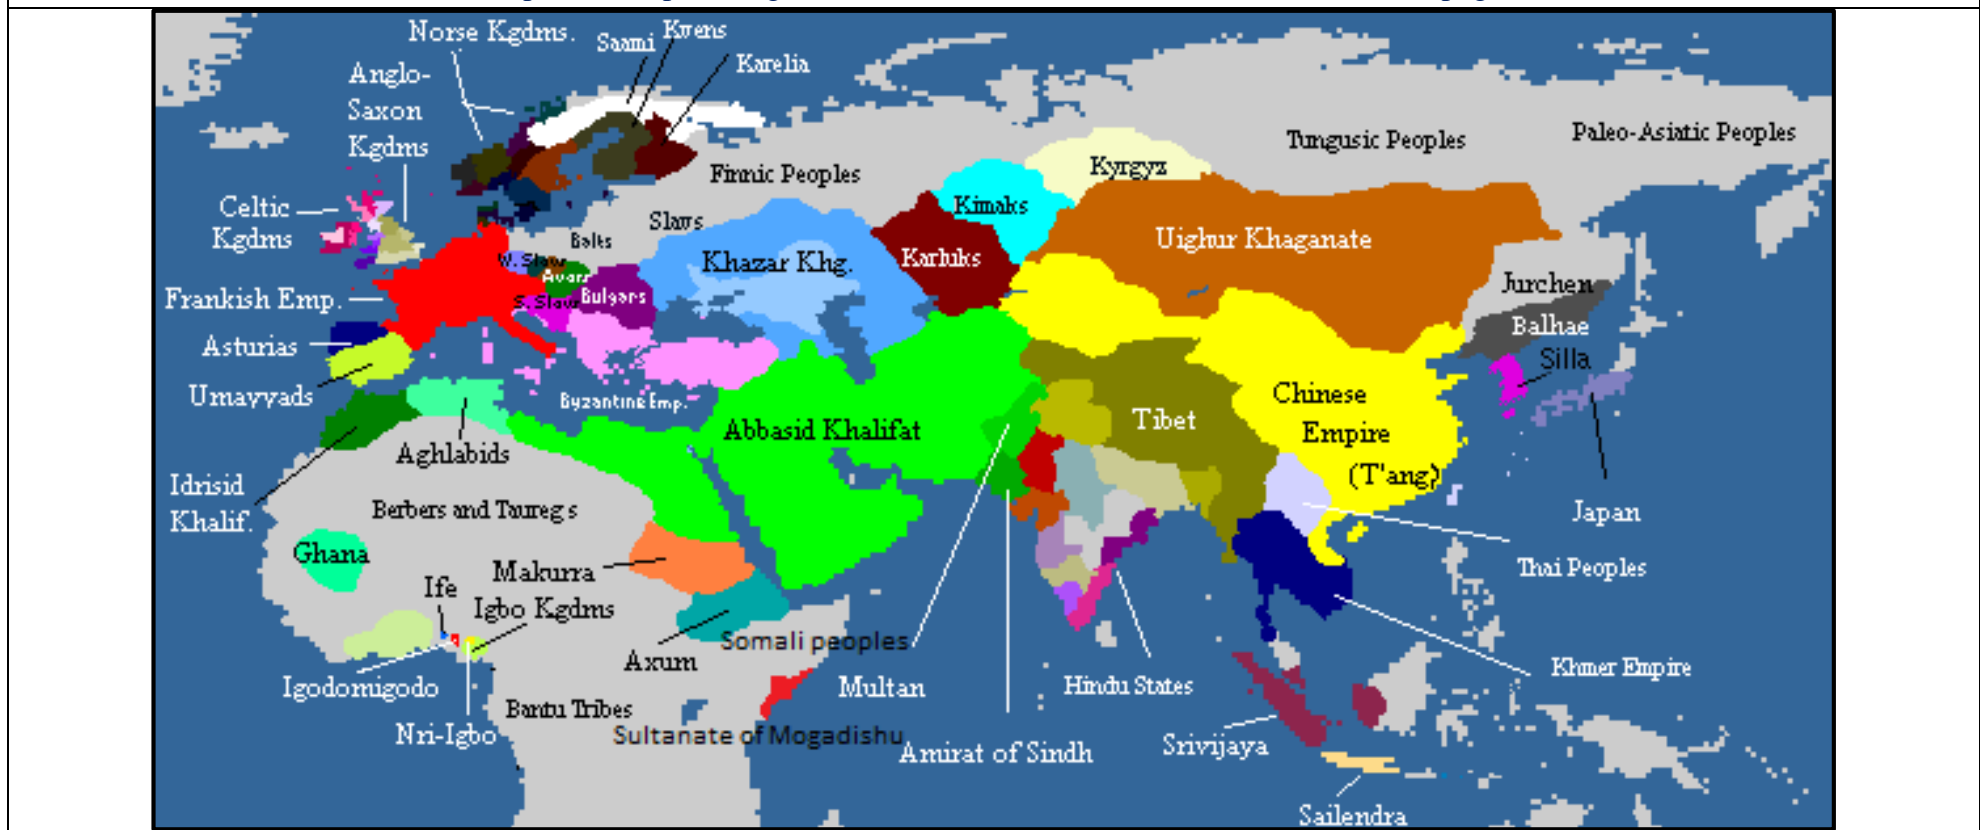 Norse Kgdms.
Saami
Kwens
Karelia
Anglo-
Saxon
Kgdms
Celtic
Kgdms
Finnic Peoples
Tungusic Peoples
Paleo-Asiatic Peoples
Kyrgyz
Kimaks
Slavs
Balts
W. Slavs
Avars
S. Slavs
Bulgars
Khazar Khg.
Karluks
Uighur Khaganate
Jurchen
Balhae
Silla
Frankish Emp.
Asturias
Umayyads
Byzantine Emp.
Abbasid Khalifat
Tibet
Chinese
Empire
(T'ang)
Aghlabids
Idrisid
Khalif.
Berbers and Tauregs
Japan
Ghana
Makurra
Ife
Igbo Kgdms
Thai Peoples
Somali peoples
Axum
Khmer Empire
Igodomigodo
Multan
Hindu States
Bantu Tribes
Nri-Igbo
Sultanate of Mogadishu
Amirat of Sindh
Srivijaya
Sailendra